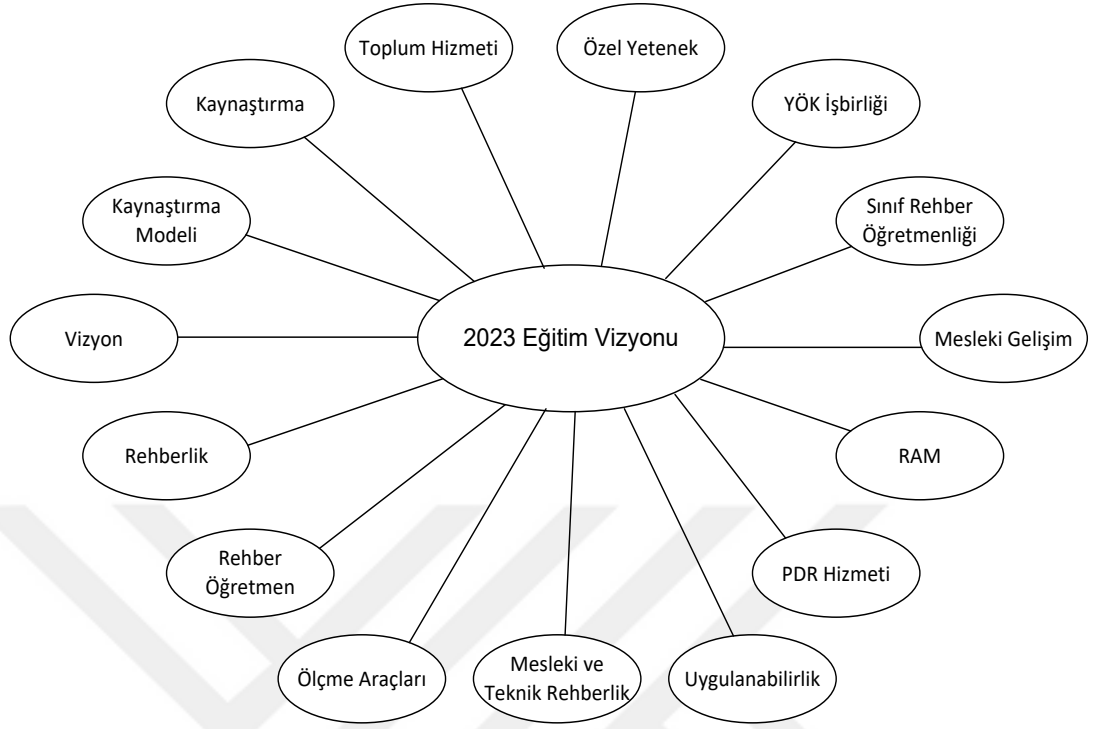 Toplum Hizmeti
Özel Yetenek
Kaynaştırma
YÖK İşbirliği
Kaynaştırma
Modeli
Sınıf Rehber
Öğretmenliği
Vizyon
2023 Eğitim Vizyonu
Mesleki Gelişim
Rehberlik
RAM
Rehber
Öğretmen
PDR Hizmeti
Ölçme Araçları
Mesleki ve
Teknik Rehberlik
Uygulanabilirlik